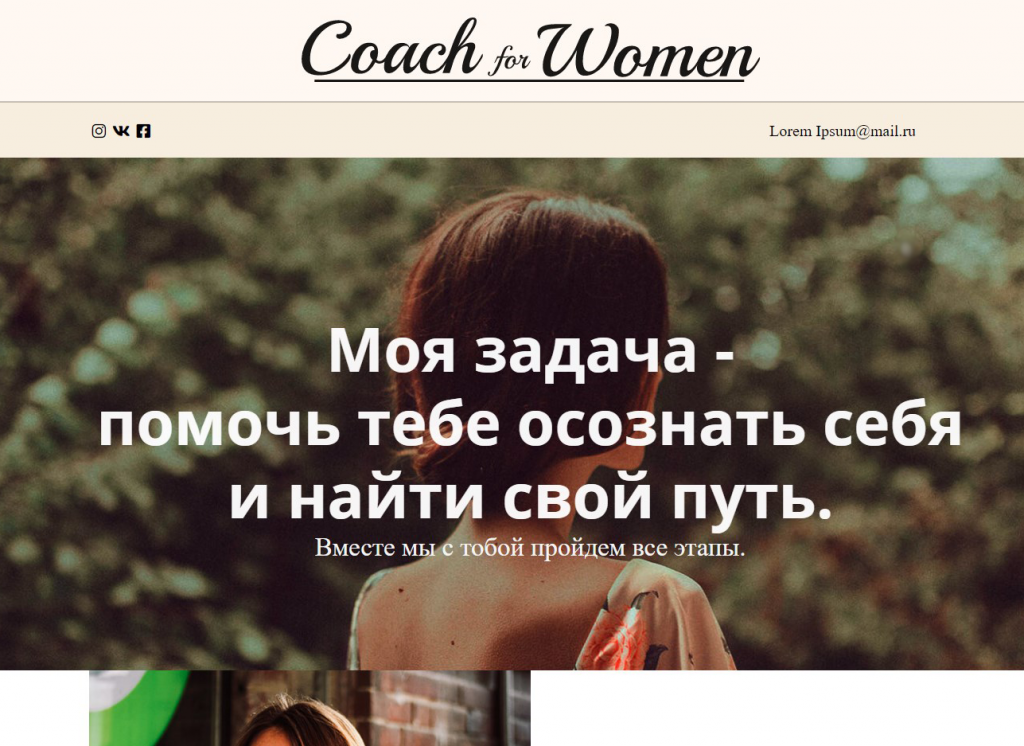 Coach for Women
Lorem Ipsum@mail.ru
Моя задача -
помочь тебе осознать себя
и найти свой путь.
Вместе мы с тобой пройдем все этапы.